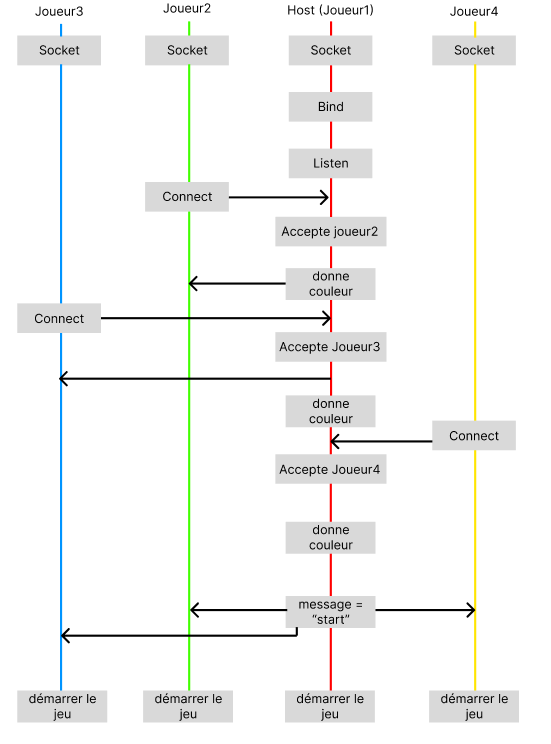 Joueur3
Joueur2
Host (Joueur1)
Joueur4
Socket
Socket
Socket
Socket
Bind
Listen
Connect
Accepte joueur2
donne
couleur
Connect
Accepte Joueur3
donne
couleur
Connect
Accepte Joueur4
donne
couleur
message =
“start”
démarrer le
jeu
démarrer le
jeu
démarrer le
jeu
démarrer le
jeu